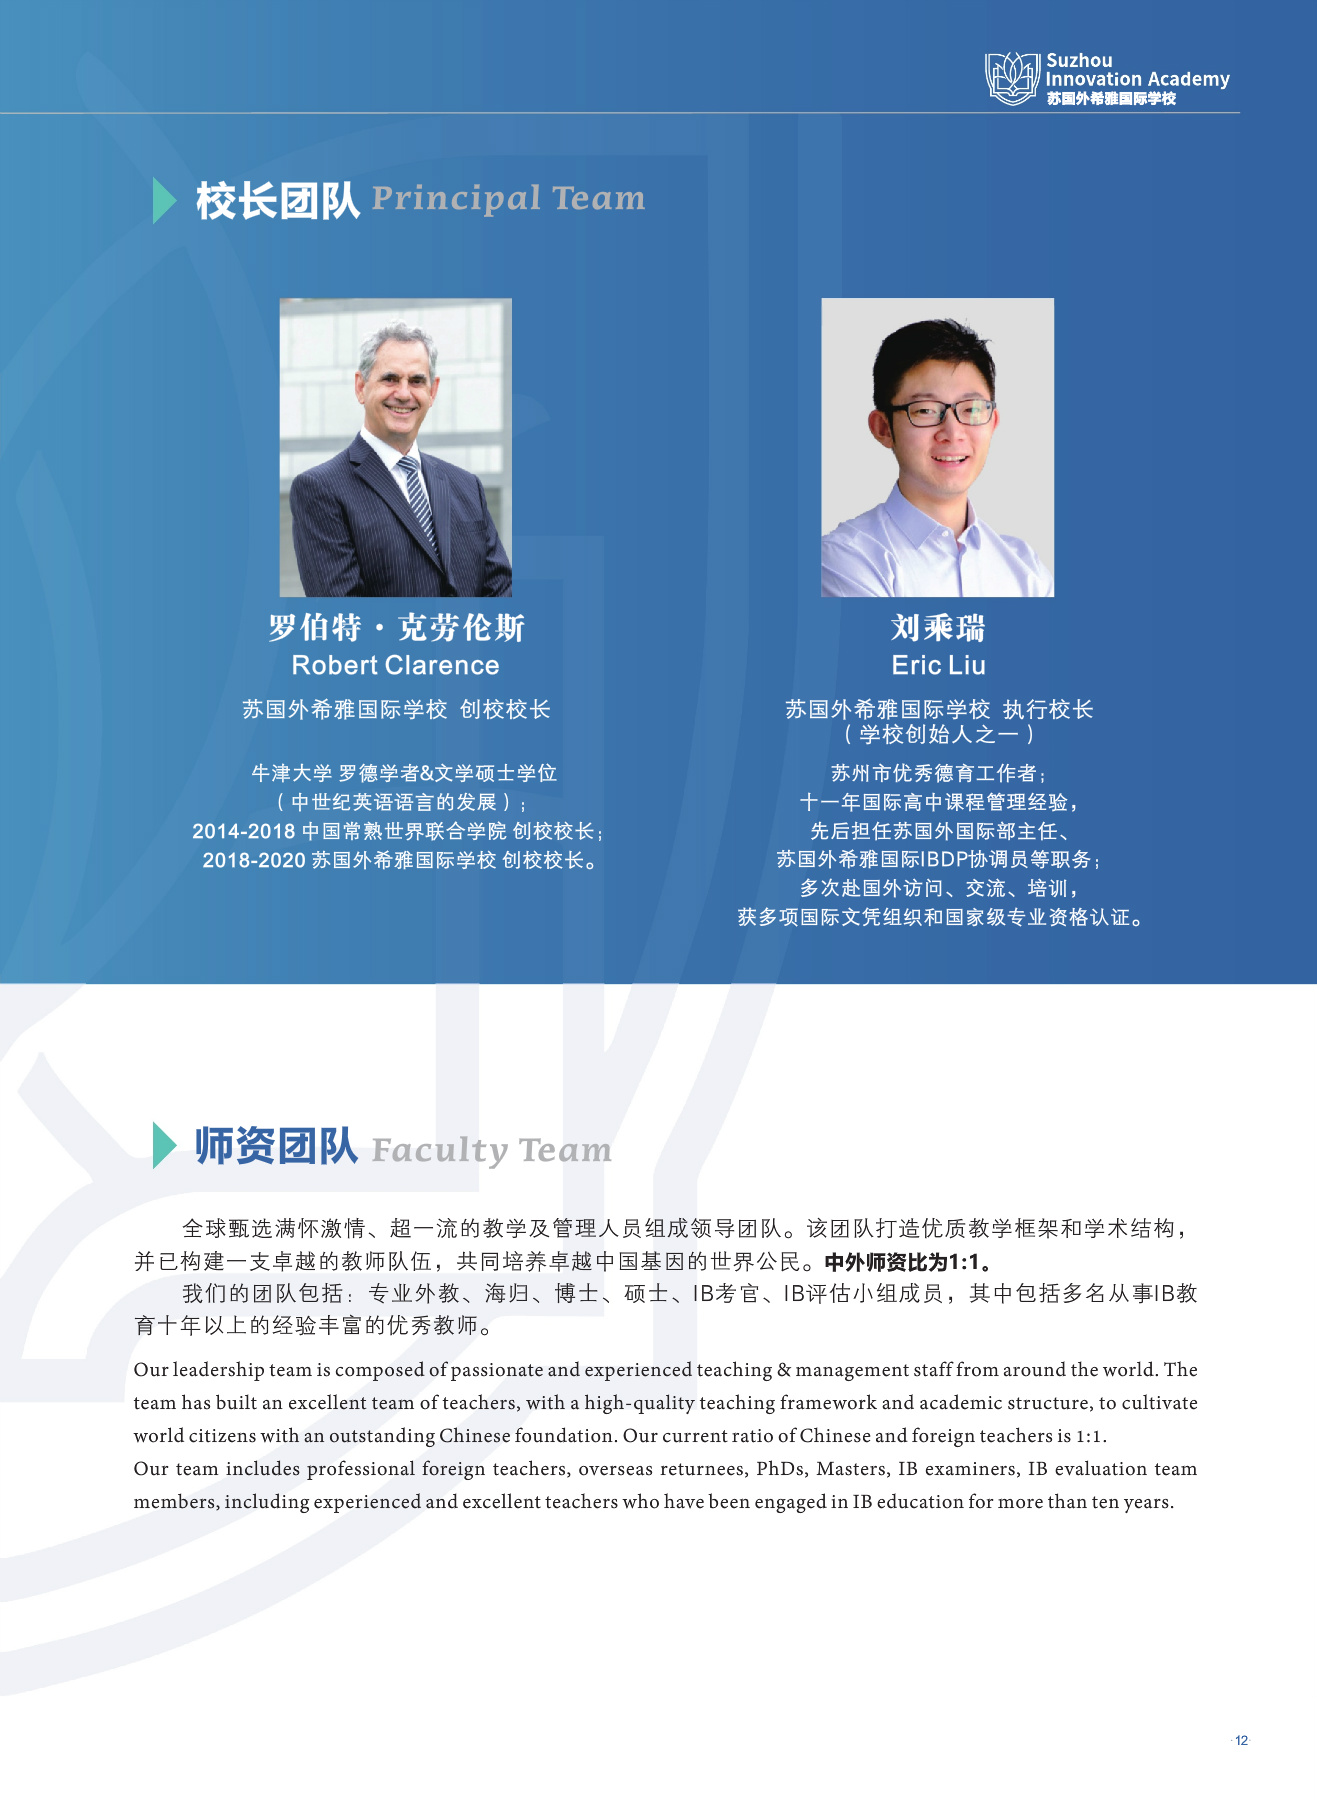 Suzhou
Innovation Academy
苏国外希雅国际学校
校长团队 Principal Team
罗伯特·克劳伦斯
Robert Clarence
苏国外希雅国际学校 创校校长
牛津大学 罗德学者&文学硕士学位
（中世纪英语语言的发展）；
2014-2018 中国常熟世界联合学院 创校校长；
2018-2020 苏国外希雅国际学校 创校校长。
刘乘瑞
Eric Liu
苏国外希雅国际学校 执行校长
（学校创始人之一）
苏州市优秀德育工作者；
十一年国际高中课程管理经验，
先后担任苏国外国际部主任、
苏国外希雅国际IBDP协调员等职务；
多次赴国外访问、交流、培训，
获多项国际文凭组织和国家级专业资格认证。
师资团队 Faculty Team
全球甄选满怀激情、超一流的教学及管理人员组成领导团队。该团队打造优质教学框架和学术结构，
并已构建一支卓越的教师队伍，共同培养卓越中国基因的世界公民。中外师资比为1:1。
我们的团队包括：专业外教、海归、博士、硕士、IB考官、IB评估小组成员，其中包括多名从事IB教
育十年以上的经验丰富的优秀教师。
Our leadership team is composed of passionate and experienced teaching & management staff from around the world. The
team has built an excellent team of teachers, with a high-quality teaching framework and academic structure, to cultivate
world citizens with an outstanding Chinese foundation. Our current ratio of Chinese and foreign teachers is 1:1.
Our team includes professional foreign teachers, overseas returnees, PhDs, Masters, IB examiners, IB evaluation team
members, including experienced and excellent teachers who have been engaged in IB education for more than ten years.
·12·